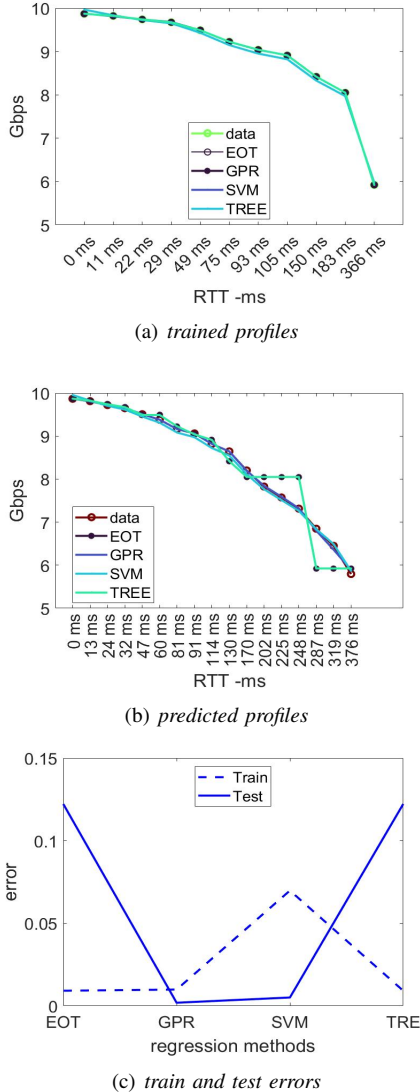 10
9
8
7
6
5
Gbps
data
EOT
GPR
SVM
TREE
0 ms
11 ms
22 ms
29 ms
49 ms
75 ms
93 ms
105 ms
150 ms
183 ms
366 ms
RTT -ms
(a) trained profiles
10
9
8
7
6
5
Gbps
data
EOT
GPR
SVM
TREE
0 ms
13 ms
24 ms
32 ms
47 ms
60 ms
81 ms
91 ms
114 ms
130 ms
170 ms
202 ms
225 ms
248 ms
287 ms
319 ms
376 ms
RTT -ms
(b) predicted profiles
0.15
0.1
0.05
0
error
Train
Test
EOT
GPR
SVM
TRE
regression methods
(c) train and test errors